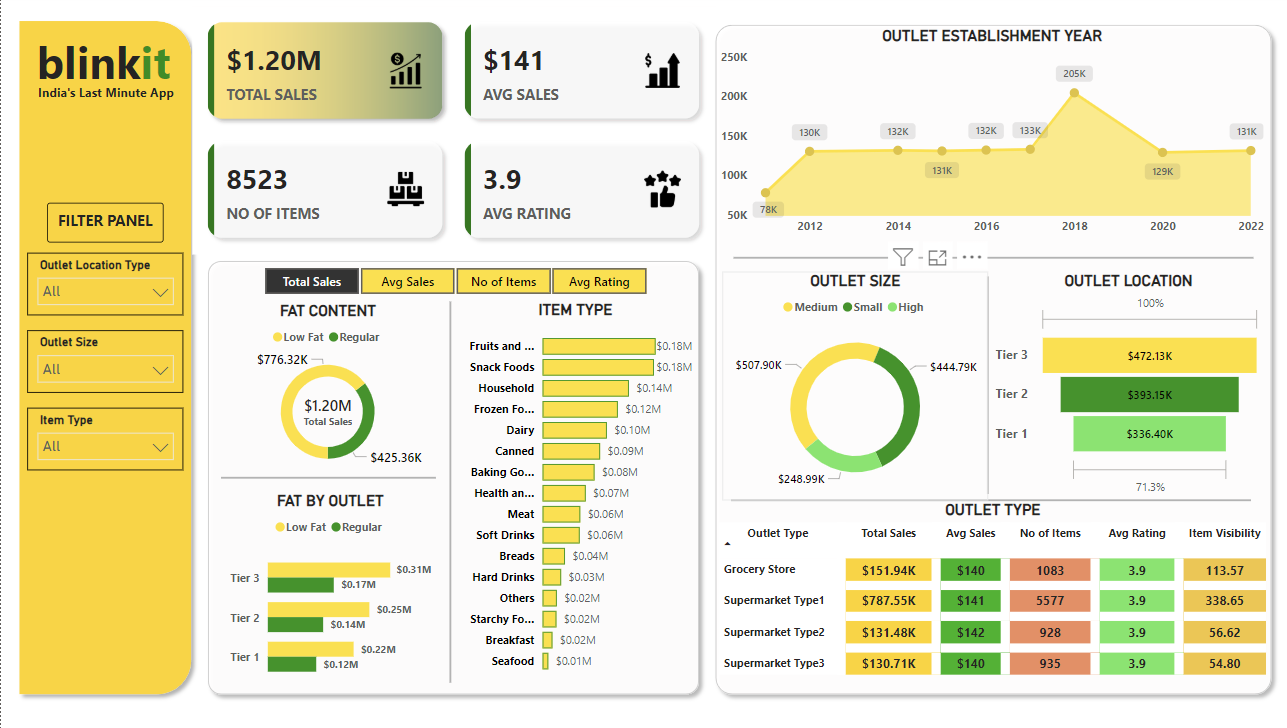 blinkit
India's Last Minute App
FILTER PANEL
Outlet Location Type
All
Outlet Size
All
Item Type
All
$1.20M
TOTAL SALES
$141
AVG SALES
8523
NO OF ITEMS
3.9
AVG RATING
Total Sales Avg Sales No of Items Avg Rating
FAT CONTENT
Low Fat Regular
$776.32K
$1.20M
Total Sales
$425.36K
FAT BY OUTLET
Low Fat Regular
Tier 3 $0.31M
$0.17M
Tier 2 $0.25M
$0.14M
Tier 1 $0.22M
$0.12M
ITEM TYPE
Fruits and ... $0.18M
Snack Foods $0.18M
Household $0.14M
Frozen Fo... $0.12M
Dairy $0.10M
Canned $0.09M
Baking Go... $0.08M
Health an... $0.07M
Meat $0.06M
Soft Drinks $0.06M
Breads $0.04M
Hard Drinks $0.03M
Others $0.02M
Starchy Fo... $0.02M
Breakfast $0.02M
Seafood $0.01M
OUTLET ESTABLISHMENT YEAR
250K
200K
150K
100K
50K
78K 130K 132K 131K 132K 133K 205K 129K 131K
2012 2014 2016 2018 2020 2022
OUTLET SIZE
Medium Small High
$507.90K $444.79K
$248.99K
OUTLET LOCATION
100%
Tier 3 $472.13K
Tier 2 $393.15K
Tier 1 $336.40K
71.3%
OUTLET TYPE
Outlet Type Total Sales Avg Sales No of Items Avg Rating Item Visibility
Grocery Store $151.94K $140 1083 3.9 113.57
Supermarket Type1 $787.55K $141 5577 3.9 338.65
Supermarket Type2 $131.48K $142 928 3.9 56.62
Supermarket Type3 $130.71K $140 935 3.9 54.80